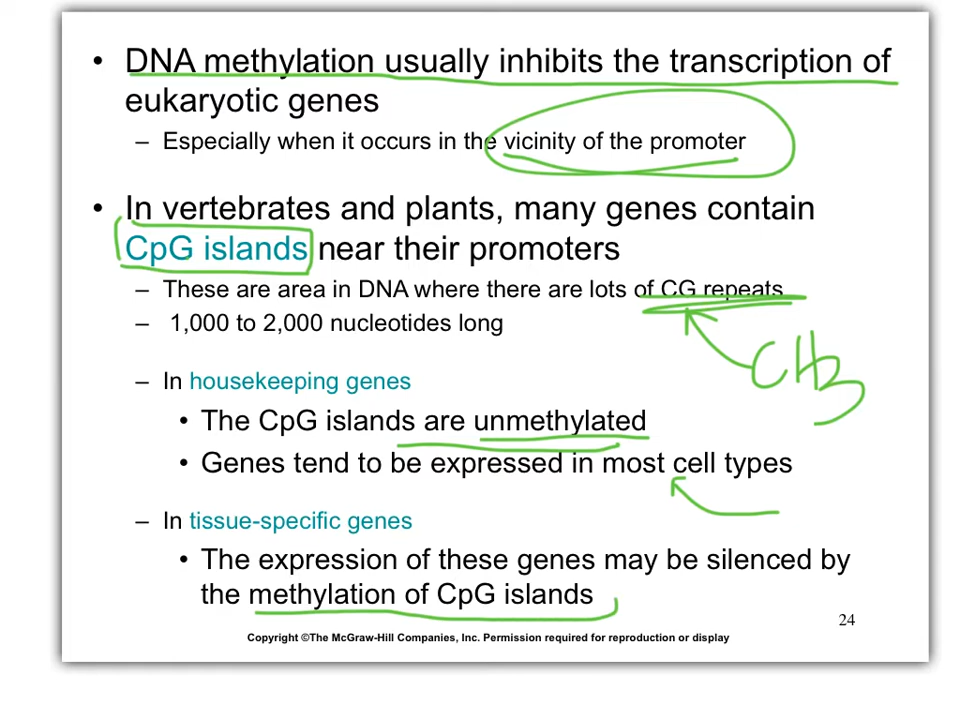 • DNA methylation usually inhibits the transcription of
eukaryotic genes
– Especially when it occurs in the vicinity of the promoter
• In vertebrates and plants, many genes contain
CpG islands near their promoters
– These are area in DNA where there are lots of CG repeats
– 1,000 to 2,000 nucleotides long
CH3
– In housekeeping genes
• The CpG islands are unmethylated
• Genes tend to be expressed in most cell types
– In tissue-specific genes
• The expression of these genes may be silenced by
the methylation of CpG islands
24
Copyright ©The McGraw-Hill Companies, Inc. Permission required for reproduction or display